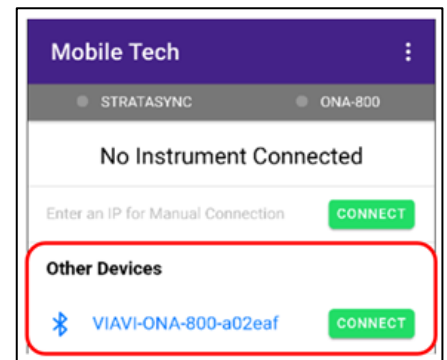 Mobile Tech
STRATASYNC ONA-800
No Instrument Connected
Enter an IP for Manual Connection CONNECT
Other Devices
VIAVI-ONA-800-a02eaf CONNECT